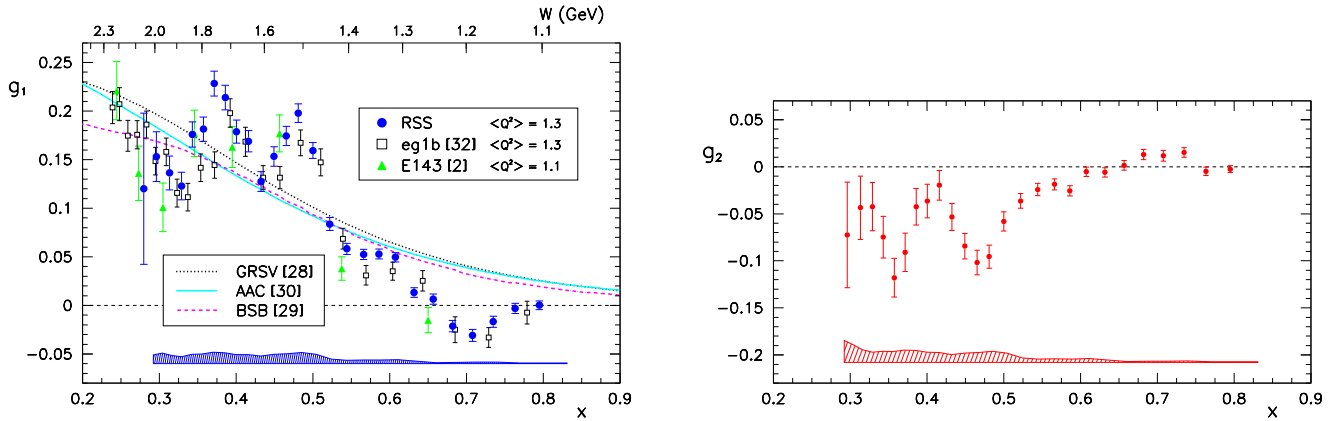 W (GeV)
2.3 2.0 1.8 1.6 1.4 1.3 1.2 1.1
g₁
0.25
0.2
0.15
0.1
0.05
0
−0.05
RSS <Q²> = 1.3
eg1b [32] <Q²> = 1.3
E143 [2] <Q²> = 1.1
GRSV [28]
AAC [30]
BSB [29]
0.2 0.3 0.4 0.5 0.6 0.7 0.8 0.9
x
g₂
0.05
0
−0.05
−0.1
−0.15
−0.2
0.2 0.3 0.4 0.5 0.6 0.7 0.8 0.9
x